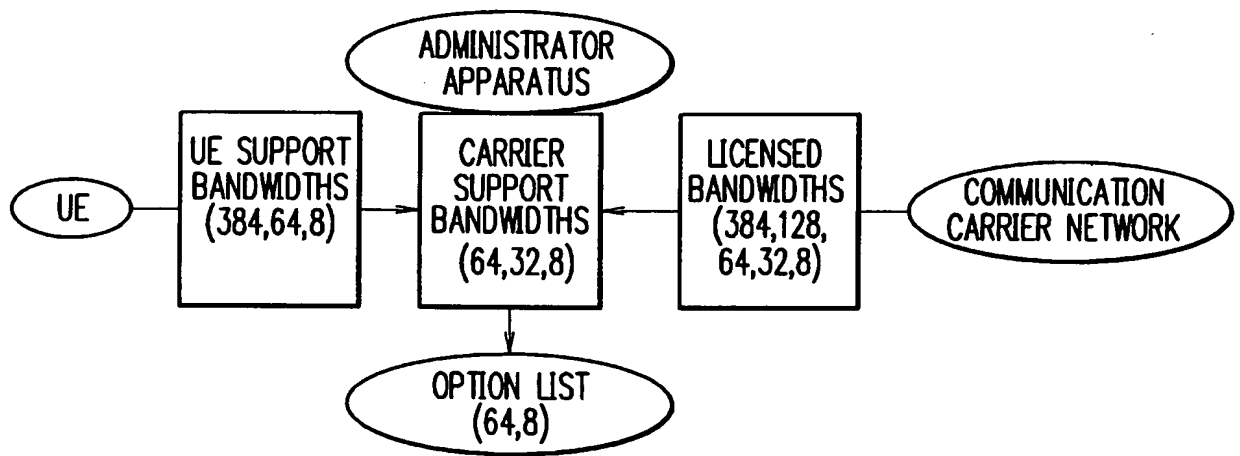 ADMINISTRATOR
APPARATUS
UE
UE SUPPORT
BANDWIDTHS
(384,64,8)
CARRIER
SUPPORT
BANDWIDTHS
(64,32,8)
LICENSED
BANDWIDTHS
(384,128,
64,32,8)
COMMUNICATION
CARRIER NETWORK
OPTION LIST
(64,8)